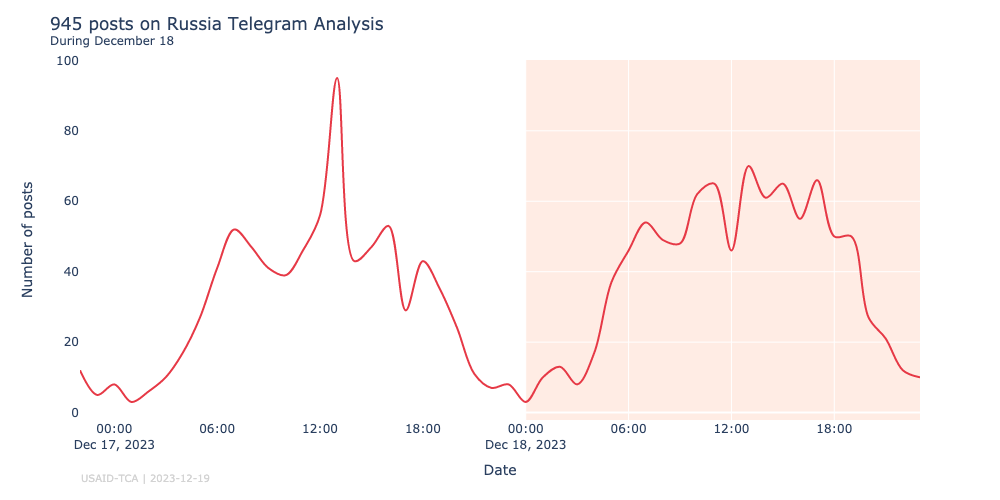 945 posts on Russia Telegram Analysis
During December 18
100
80
60
40
20
0
Number of posts
00:00 06:00 12:00 18:00 00:00 06:00 12:00 18:00
Dec 17, 2023 Dec 18, 2023
Date
USAID-TCA | 2023-12-19